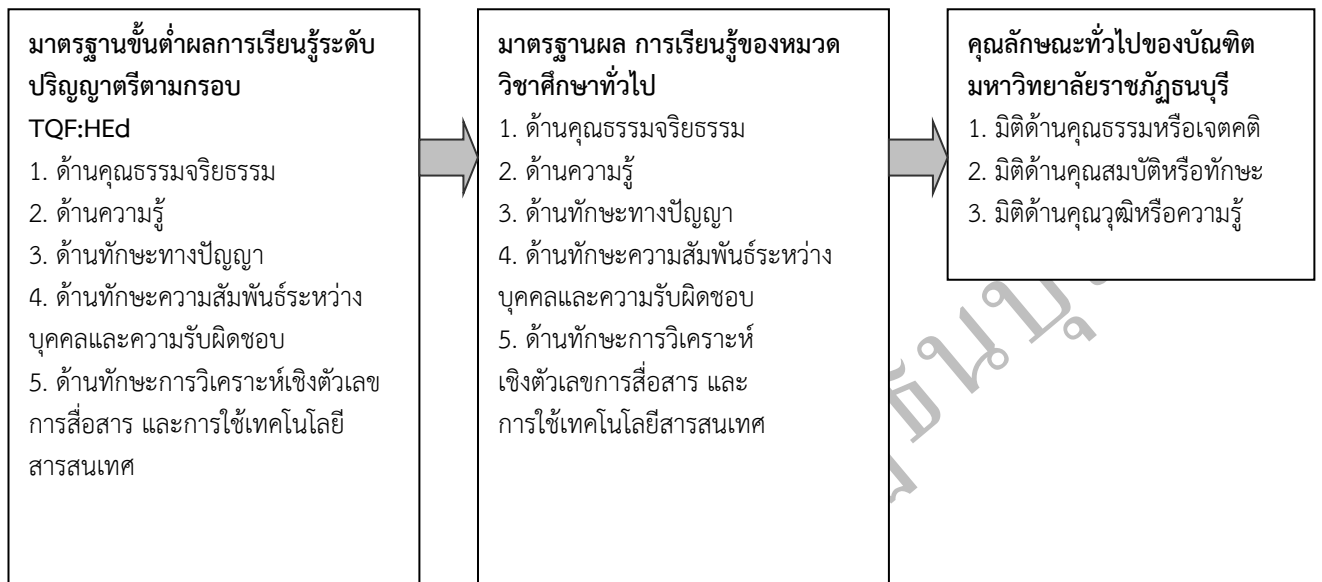 มาตรฐานขั้นต่ำผลการเรียนรู้ระดับ
ปริญญาตรีตามกรอบ
TQF:HEd
1. ด้านคุณธรรมจริยธรรม
2. ด้านความรู้
3. ด้านทักษะทางปัญญา
4. ด้านทักษะความสัมพันธ์ระหว่าง
บุคคลและความรับผิดชอบ
5. ด้านทักษะการวิเคราะห์เชิงตัวเลข
การสื่อสาร และการใช้เทคโนโลยี
สารสนเทศ
มาตรฐานผล การเรียนรู้ของหมวด
วิชาศึกษาทั่วไป
1. ด้านคุณธรรมจริยธรรม
2. ด้านความรู้
3. ด้านทักษะทางปัญญา
4. ด้านทักษะความสัมพันธ์ระหว่าง
บุคคลและความรับผิดชอบ
5. ด้านทักษะการวิเคราะห์
เชิงตัวเลขการสื่อสาร และ
การใช้เทคโนโลยีสารสนเทศ
คุณลักษณะทั่วไปของบัณฑิต
มหาวิทยาลัยราชภัฏธนบุรี
1. มิติด้านคุณธรรมหรือเจตคติ
2. มิติด้านคุณสมบัติหรือทักษะ
3. มิติด้านคุณวุฒิหรือความรู้